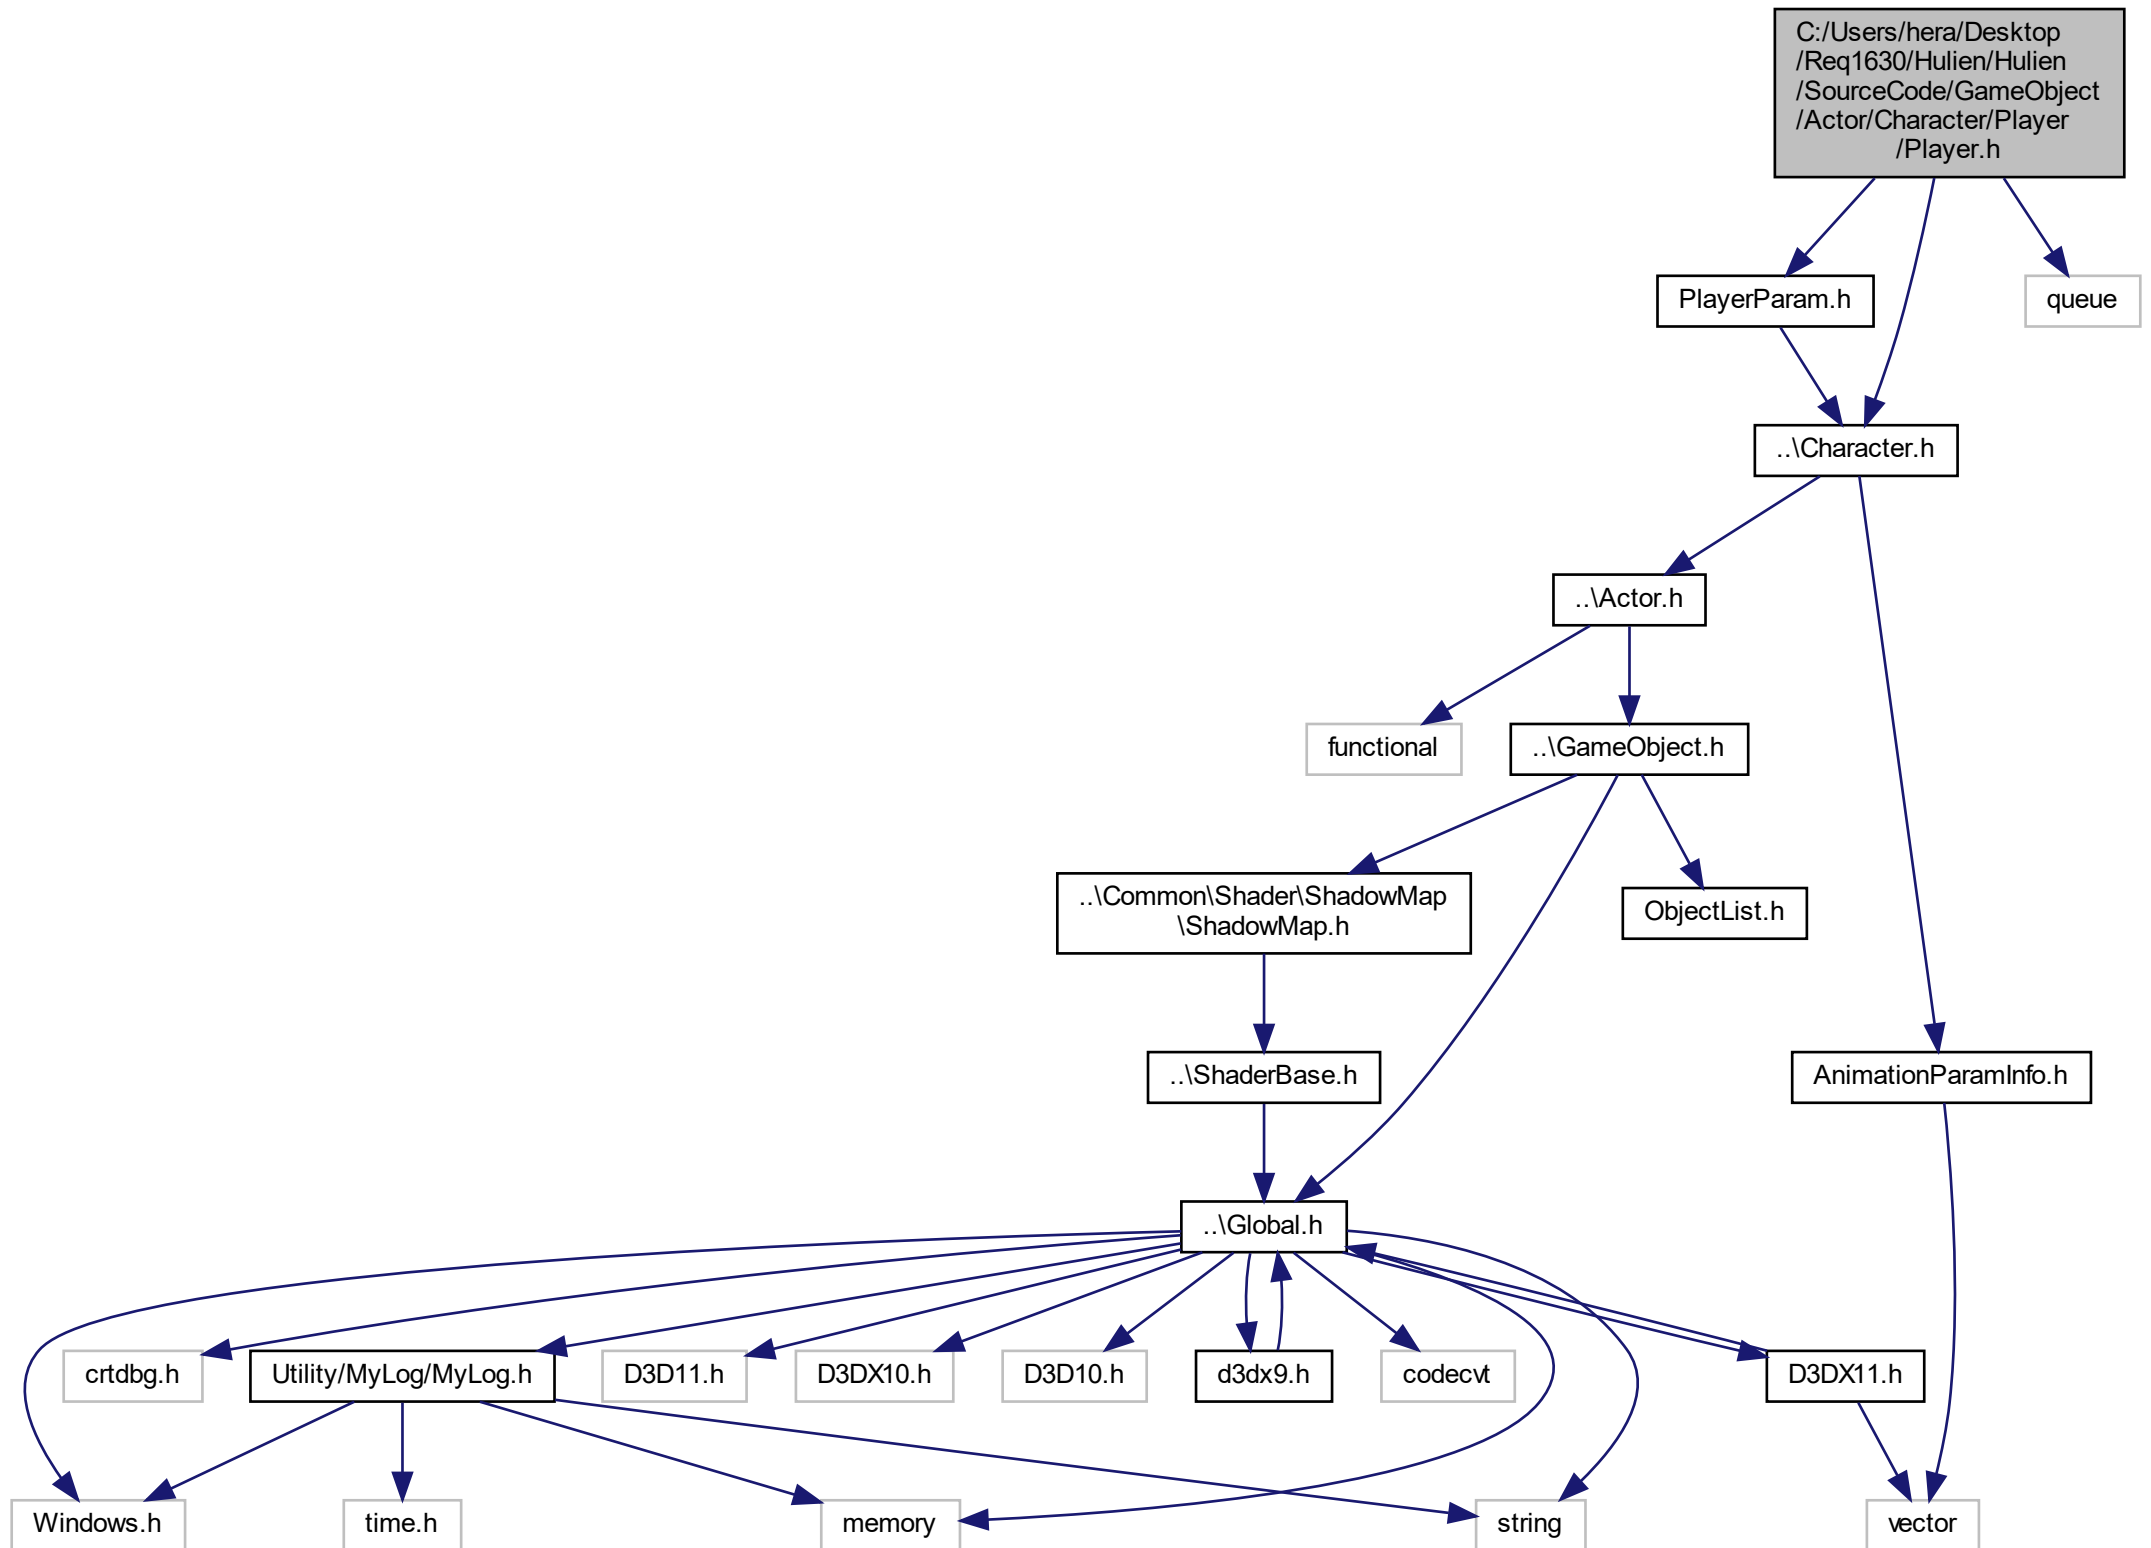 C:/Users/hera/Desktop
/Req1630/Hulien/Hulien
/SourceCode/GameObject
/Actor/Character/Player
/Player.h
PlayerParam.h
queue
..\Character.h
..\Actor.h
functional
..\GameObject.h
..\Common\Shader\ShadowMap
\ShadowMap.h
ObjectList.h
..\ShaderBase.h
AnimationParamInfo.h
..\Global.h
crtdbg.h
Utility/MyLog/MyLog.h
D3D11.h
D3DX10.h
D3D10.h
d3dx9.h
codecvt
D3DX11.h
Windows.h
time.h
memory
string
vector